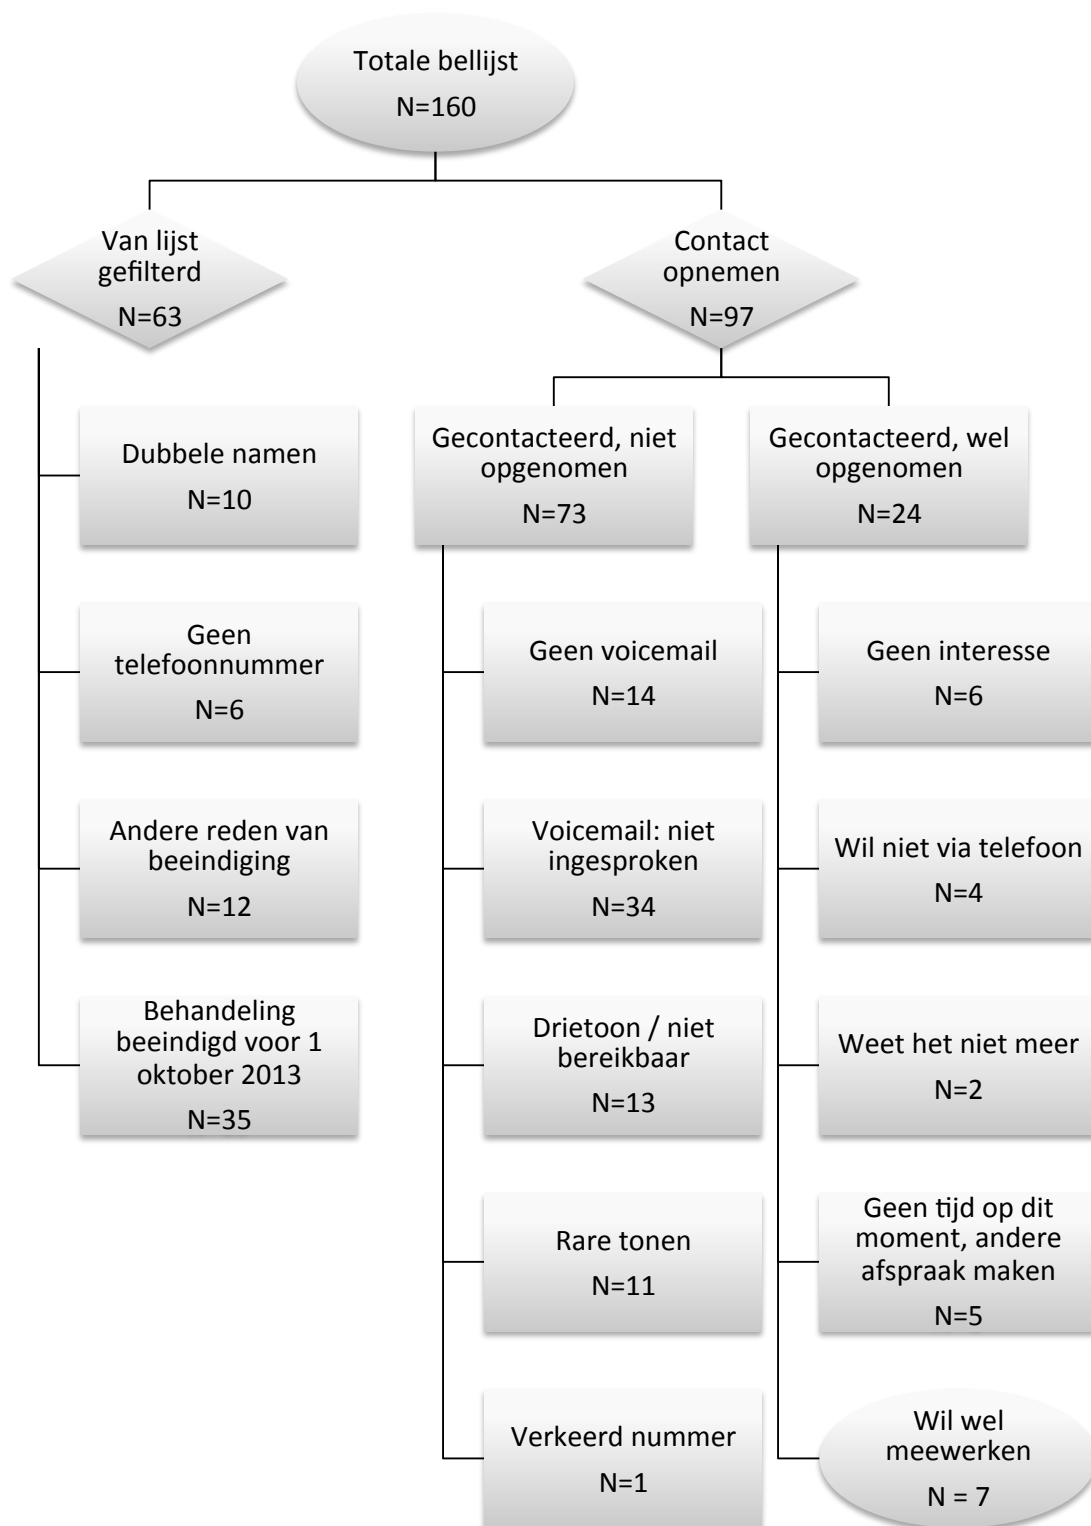 Totale bellijst
N=160
Van lijst
gefilterd
N=63
Contact
opnemen
N=97
Dubbele namen
N=10
Geen
telefoonnummer
N=6
Andere reden van
beeindiging
N=12
Behandeling
beeindigd voor 1
oktober 2013
N=35
Gecontacteerd, niet
opgenomen
N=73
Geen voicemail
N=14
Voicemail: niet
ingesproken
N=34
Drietoon / niet
bereikbaar
N=13
Rare tonen
N=11
Verkeerd nummer
N=1
Gecontacteerd, wel
opgenomen
N=24
Geen interesse
N=6
Wil niet via telefoon
N=4
Weet het niet meer
N=2
Geen tijd op dit
moment, andere
afspraak maken
N=5
Wil wel
meewerken
N = 7